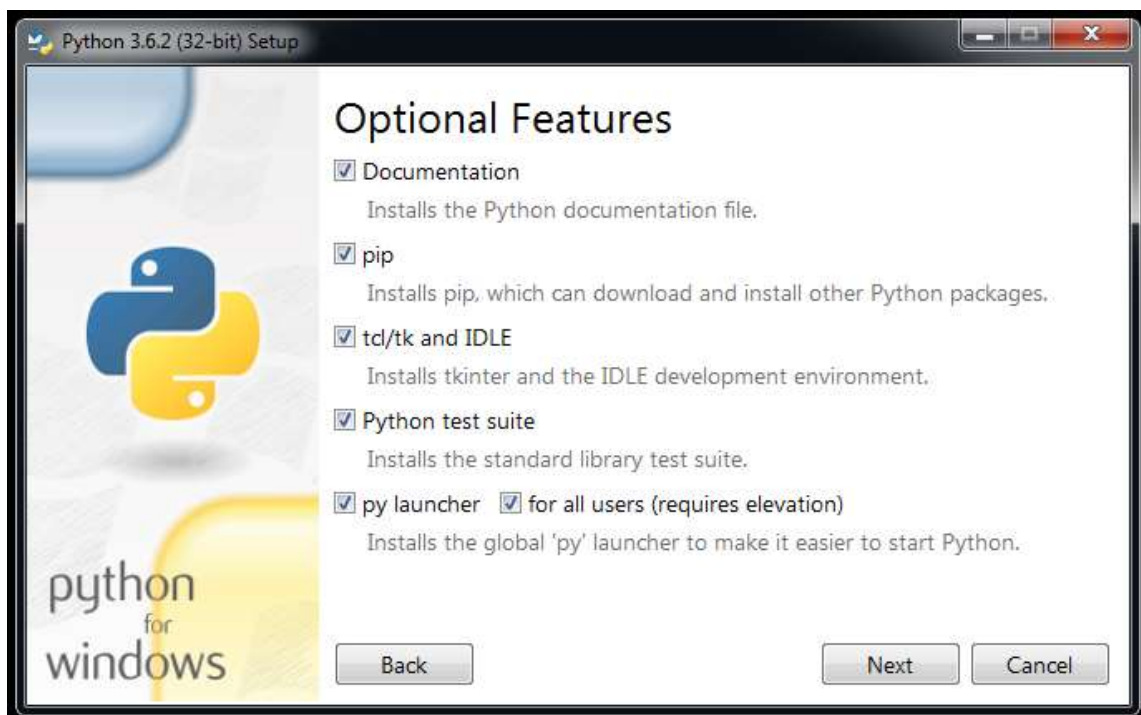 Python 3.6.2 (32-bit) Setup
Optional Features
Documentation
Installs the Python documentation file.
pip
Installs pip, which can download and install other Python packages.
tcl/tk and IDLE
Installs tkinter and the IDLE development environment.
Python test suite
Installs the standard library test suite.
py launcher for all users (requires elevation)
Installs the global 'py' launcher to make it easier to start Python.
python
for
windows
Back Next Cancel